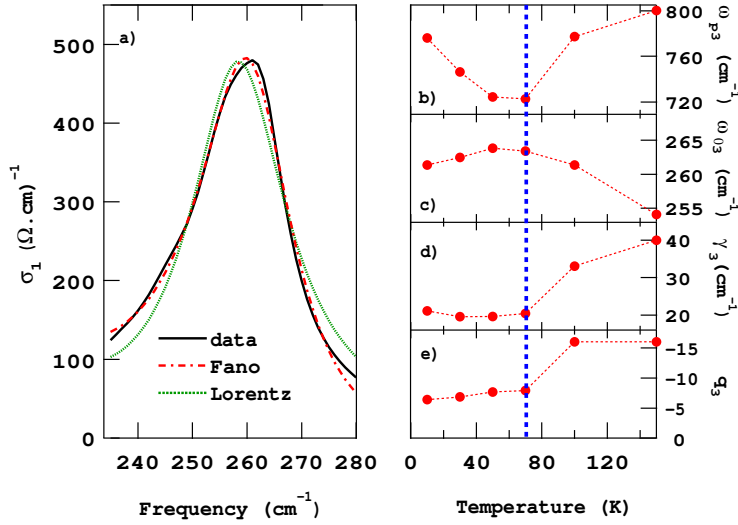 a)
σ₁ (Ω.cm)⁻¹
500
400
300
200
100
0
data
Fano
Lorentz
240 250 260 270 280
Frequency (cm⁻¹)
b)
800
760
720
ωₚ₃ (cm⁻¹)
c)
265
260
255
254
ω₀₃ (cm⁻¹)
d)
40
30
20
γ₃ (cm⁻¹)
e)
-15
-10
-5
0
q₃
0 40 80 120
Temperature (K)